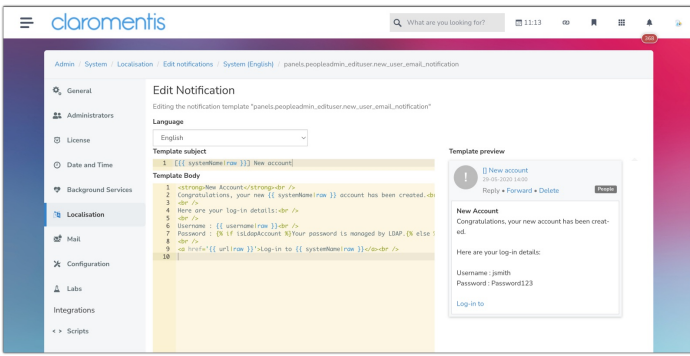 claromentis
What are you looking for?
11:13
368
Admin / System / Localisation / Edit notifications / System (English) / panels.peopleadmin_edituser.new_user_email_notification
General
Administrators
License
Date and Time
Background Services
Localisation
Mail
Configuration
Labs
Integrations
Scripts
Edit Notification
Editing the notification template "panels.peopleadmin_edituser.new_user_email_notification"
Language
English
Template subject
1 [{{ systemName|raw }}] New account
Template Body
1 <strong>New Account</strong><br />
2 Congratulations, your new {{ systemName|raw }} account has been created.<br
3 <br />
4 Here are your log-in details:<br />
5 <br />
6 Username : {{ username|raw }}<br />
7 Password : {% if isLdapAccount %}Your password is managed by LDAP.{% else
8 <br />
9 <a href='{{ url|raw }}'>Log-in to {{ systemName|raw }}</a><br />
10
Template preview
[] New account
29-05-2020 14:00
Reply • Forward • Delete
People
New Account
Congratulations, your new account has been creat-
ed.
Here are your log-in details:
Username : jsmith
Password : Password123
Log-in to